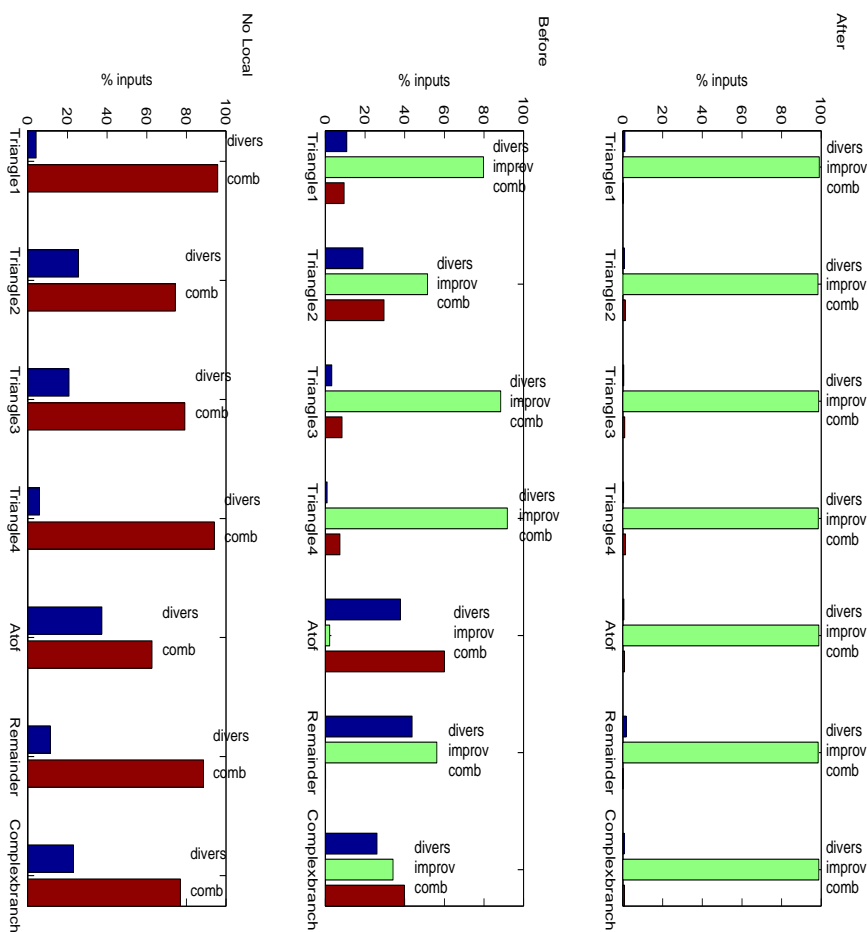 No Local
% inputs
0
20
40
60
80
100
divers
comb
Triangle1
divers
comb
Triangle2
divers
comb
Triangle3
divers
comb
Triangle4
divers
comb
Atof
divers
comb
Remainder
divers
comb
Complexbranch
Before
% inputs
0
20
40
60
80
100
divers
improv
comb
Triangle1
divers
improv
comb
Triangle2
divers
improv
comb
Triangle3
divers
improv
comb
Triangle4
divers
improv
comb
Atof
divers
improv
comb
Remainder
divers
improv
comb
Complexbranch
After
% inputs
0
20
40
60
80
100
divers
improv
comb
Triangle1
divers
improv
comb
Triangle2
divers
improv
comb
Triangle3
divers
improv
comb
Triangle4
divers
improv
comb
Atof
divers
improv
comb
Remainder
divers
improv
comb
Complexbranch